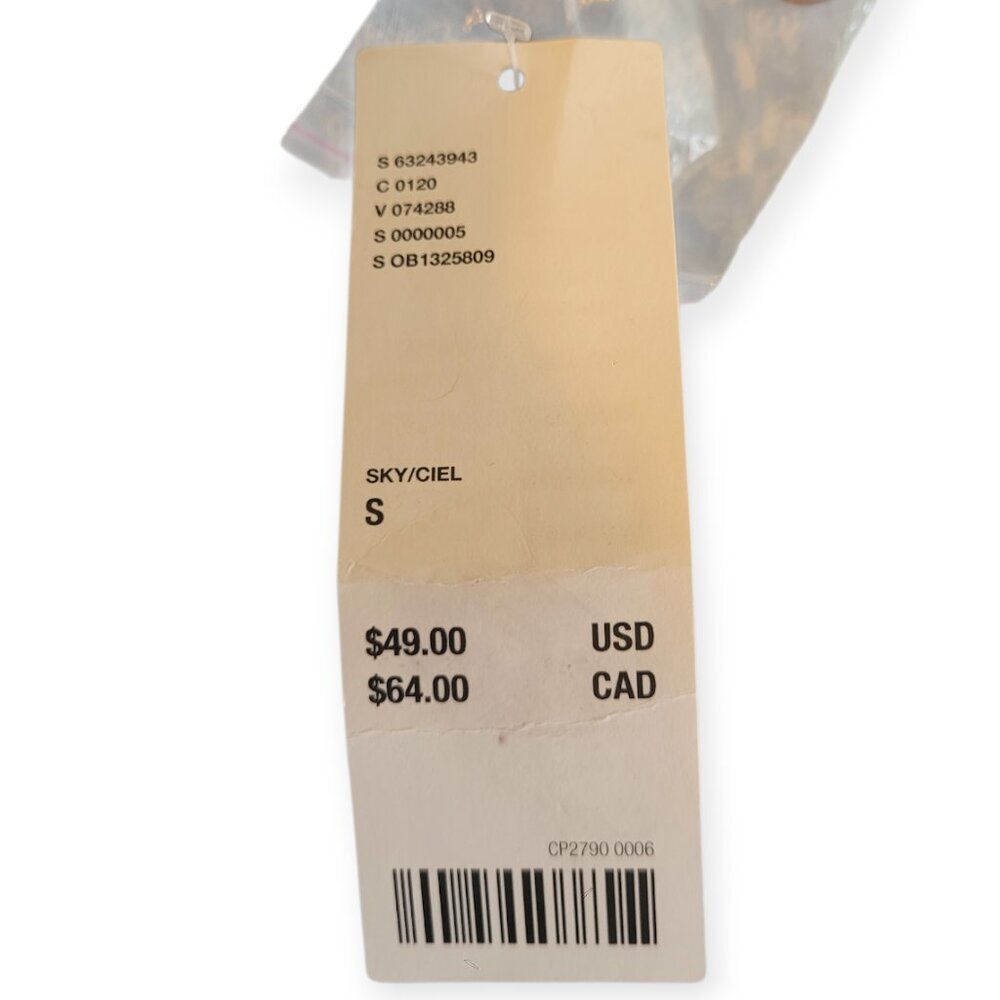 S 63243943
C 0120
V 074288
S 0000005
S OB1325809
SKY/CIEL
S
$49.00 USD
$64.00 CAD
CP2790 0006